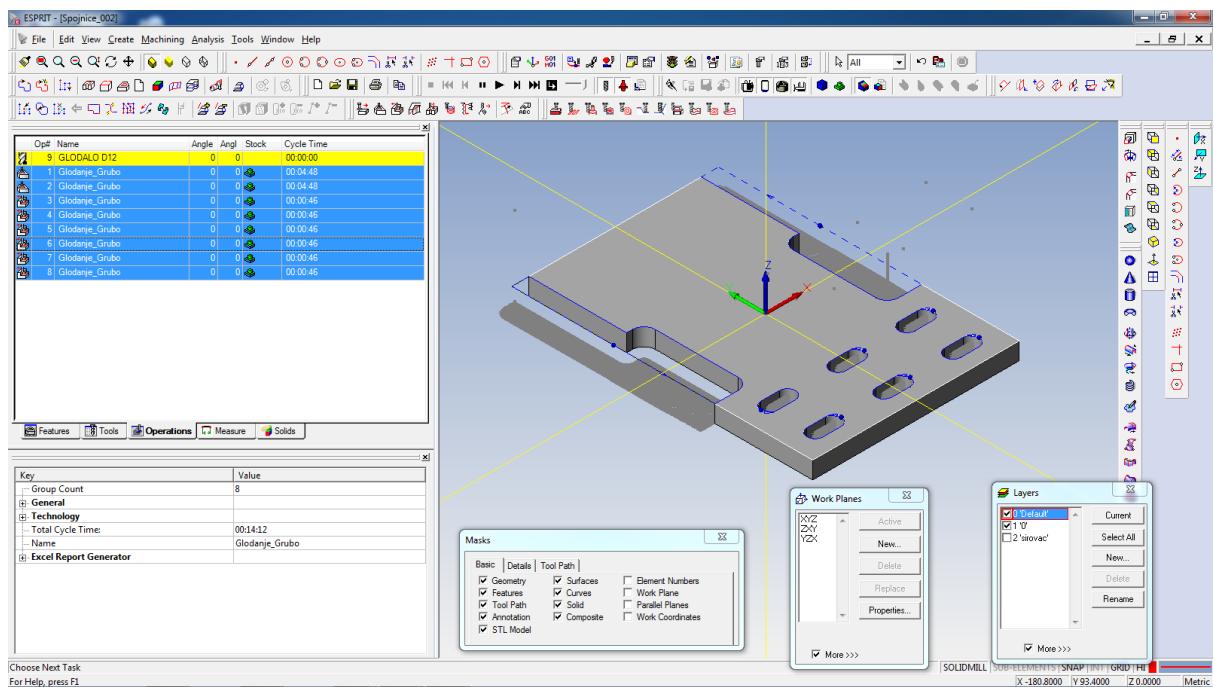 ESPRIT - [Spojnice_002]
File Edit View Create Machining Analysis Tools Window Help
All
Op# Name Angle Angl Stock Cycle Time
9 GLODALO D12 0 0 00:00:00
1 Glodanje_Grubo 0 0 00:04:48
2 Glodanje_Grubo 0 0 00:04:48
3 Glodanje_Grubo 0 0 00:00:46
4 Glodanje_Grubo 0 0 00:00:46
5 Glodanje_Grubo 0 0 00:00:46
6 Glodanje_Grubo 0 0 00:00:46
7 Glodanje_Grubo 0 0 00:00:46
8 Glodanje_Grubo 0 0 00:00:46
Z
X
Features Tools Operations Measure Solids
Key Value
Group Count 8
General
Technology
Total Cycle Time: 00:14:12
Name Glodanje_Grubo
Excel Report Generator
Masks
Basic Details Tool Path
Geometry Surfaces Element Numbers
Features Curves Work Plane
Tool Path Solid Parallel Planes
Annotation Composite Work Coordinates
STL Model
Work Planes
XYZ
ZXY
YZX
Active
New...
Delete
Replace
Properties...
More >>>
Layers
0 'Default'
1 '0'
2 'sirovac'
Current
Select All
New...
Delete
Rename
More >>>
Choose Next Task
SOLIDMILL SUB-ELEMENTS SNAP INT GRID HI
For Help, press F1
X -180.8000 Y 93.4000 Z 0.0000 Metric